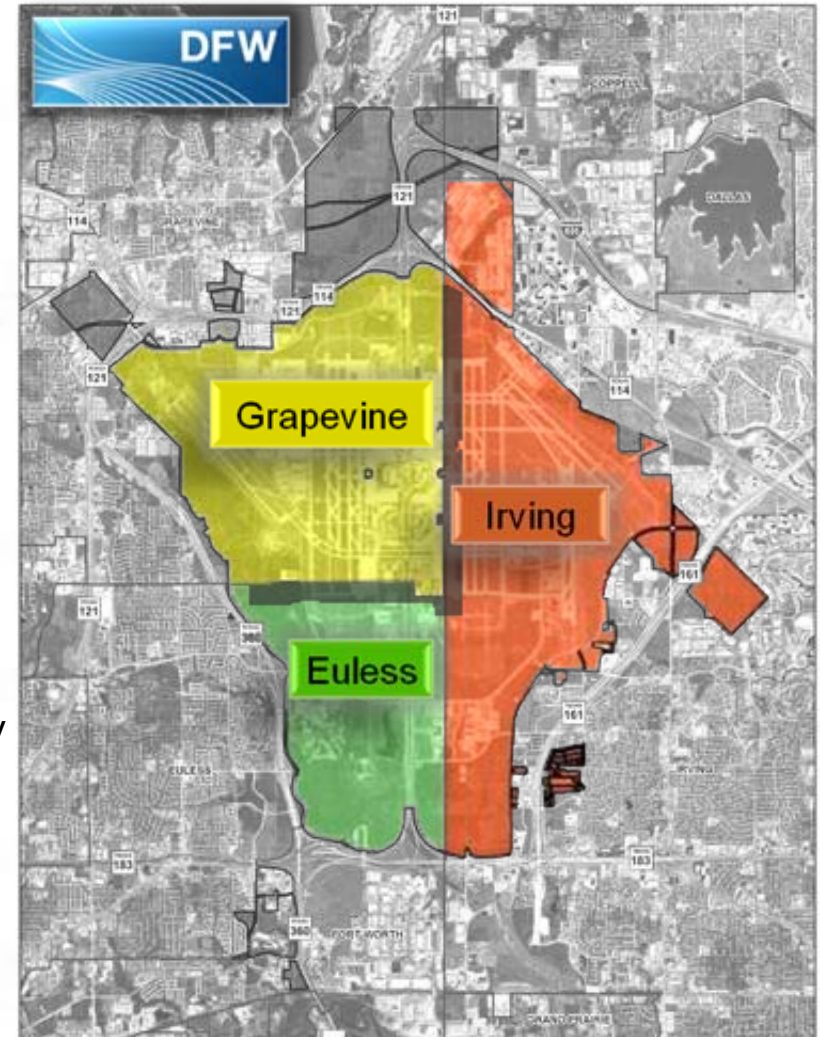 121
DFW
COPPELL
DALLAS
121
114
GRAPEVINE
635
114
121
121
114
Grapevine
A
D
C
Irving
161
121
360
Euless
y
161
EULESS
IRVING
183
183
360
FORT WORTH
GRAND PRAIRIE